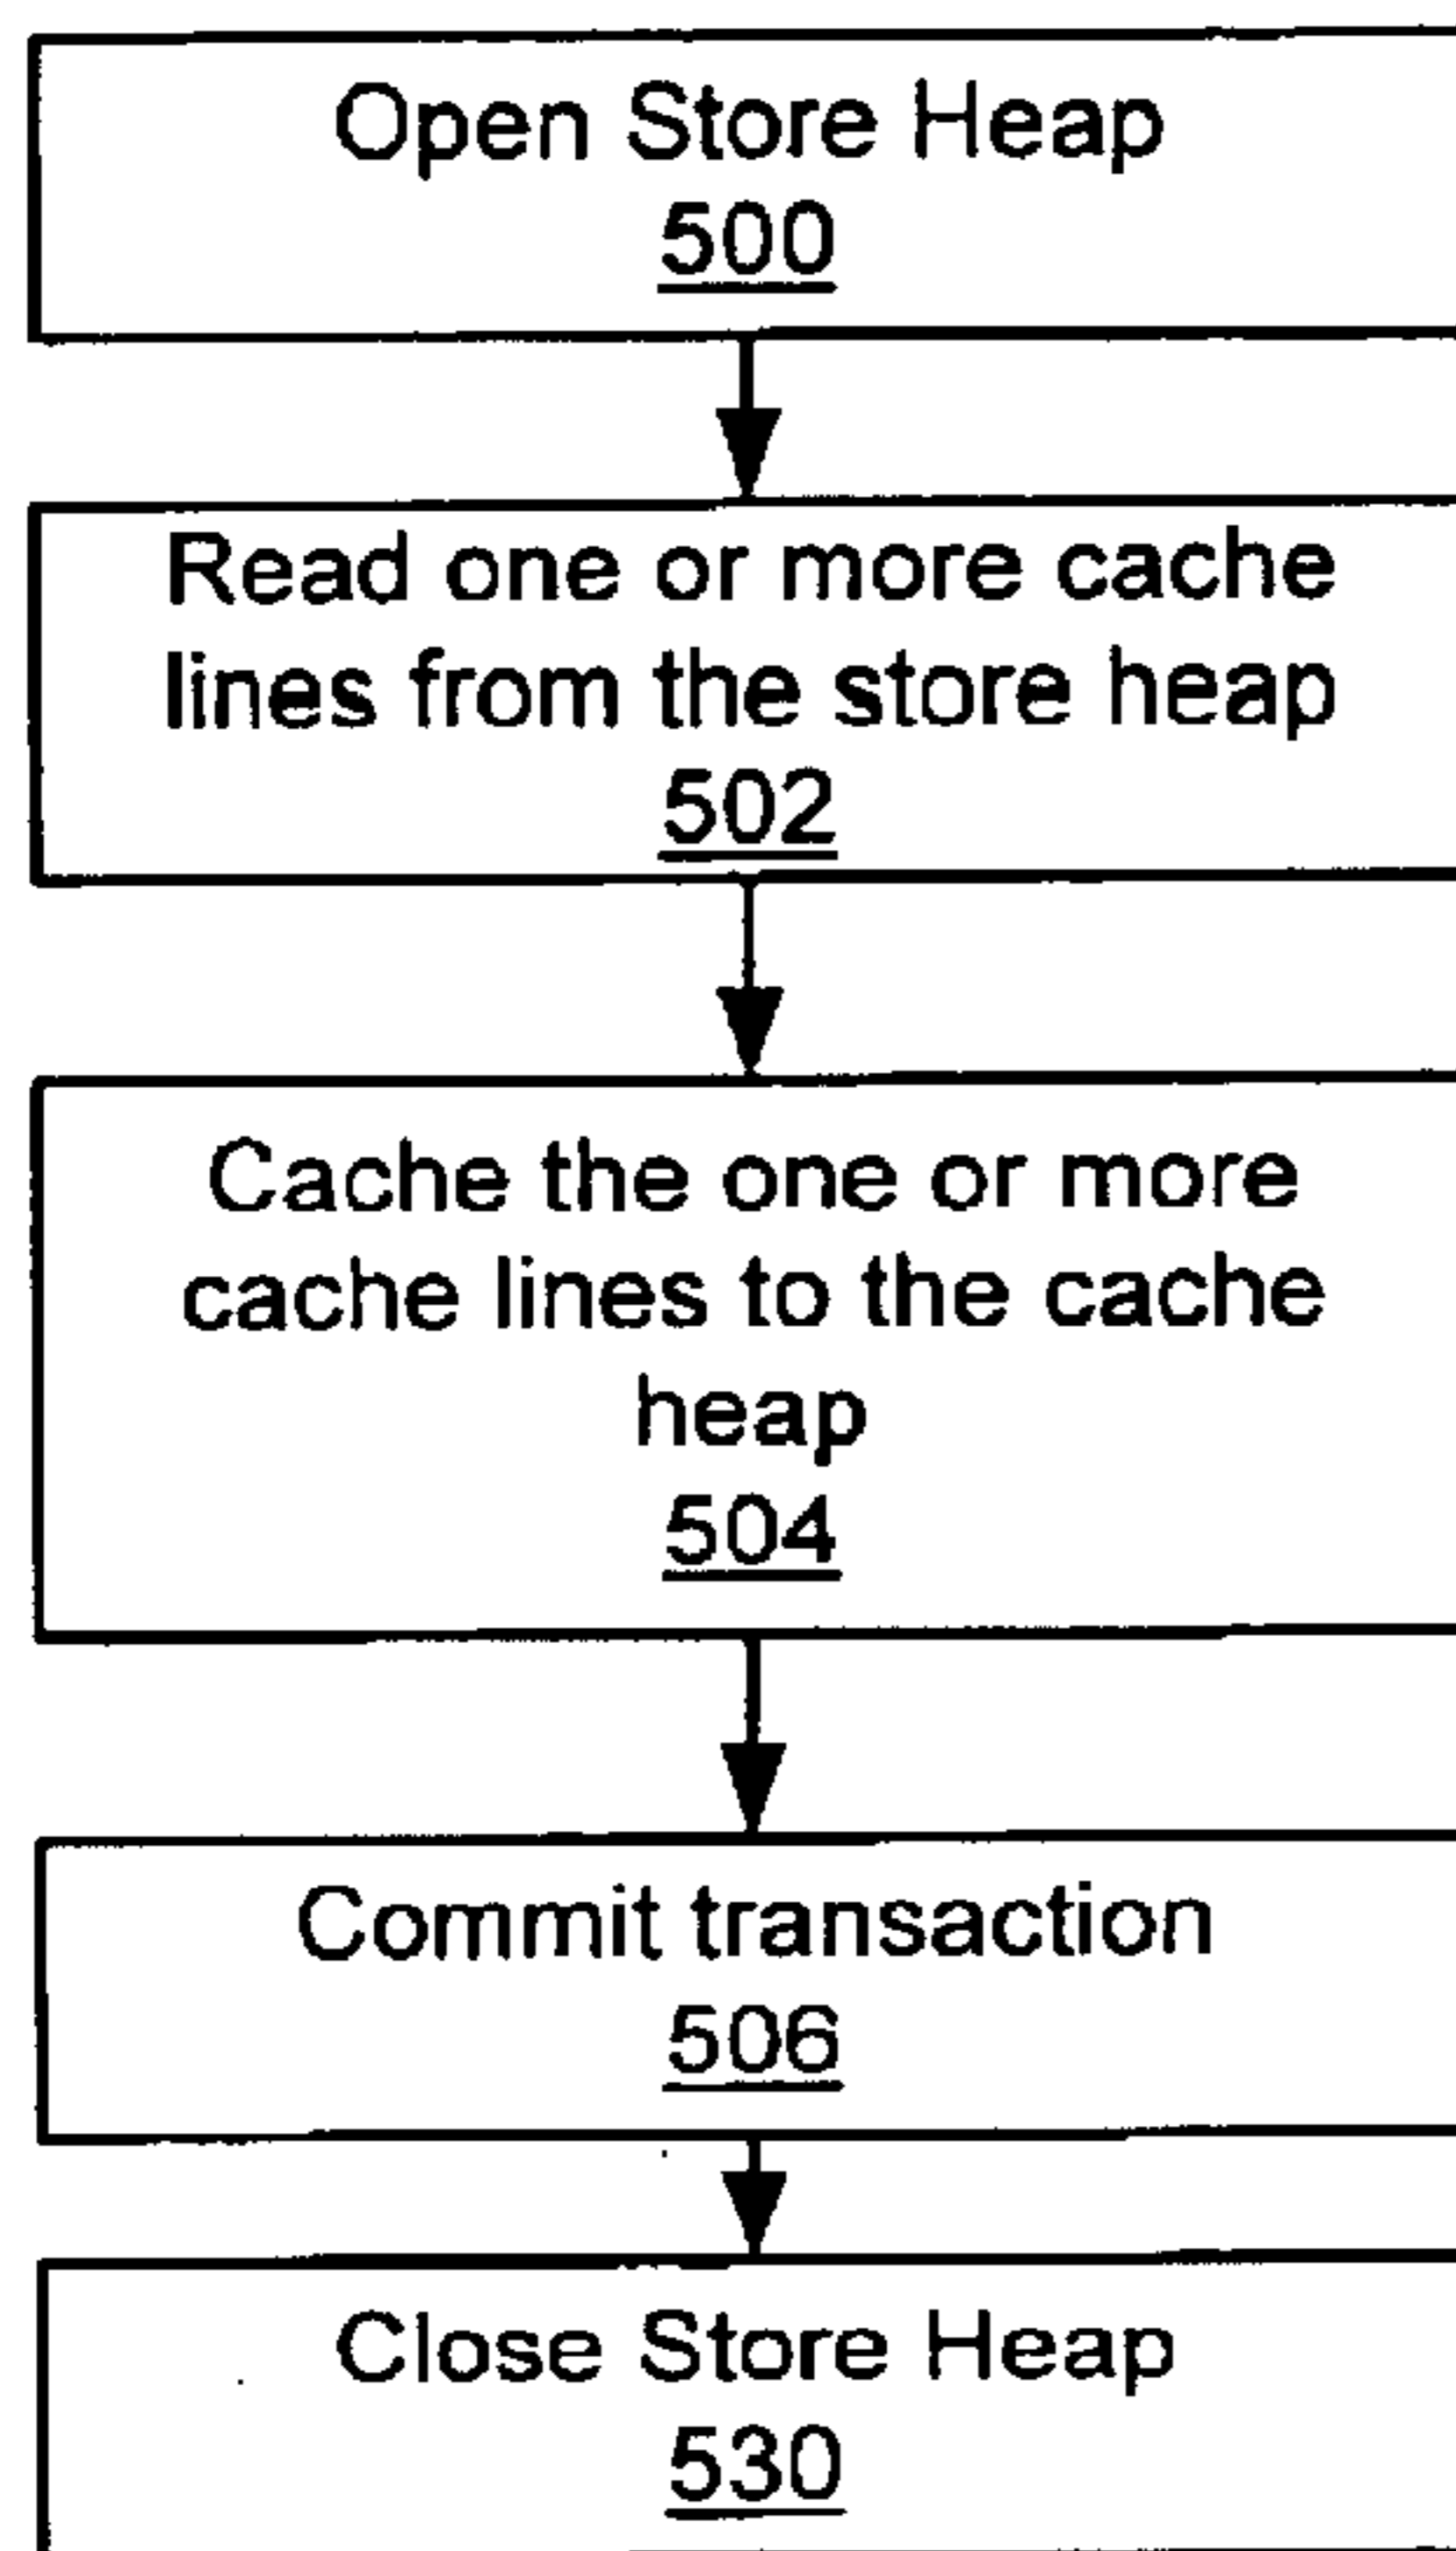 Open Store Heap
500
Read one or more cache
lines from the store heap
502
Cache the one or more
cache lines to the cache
heap
504
Commit transaction
506
Close Store Heap
530